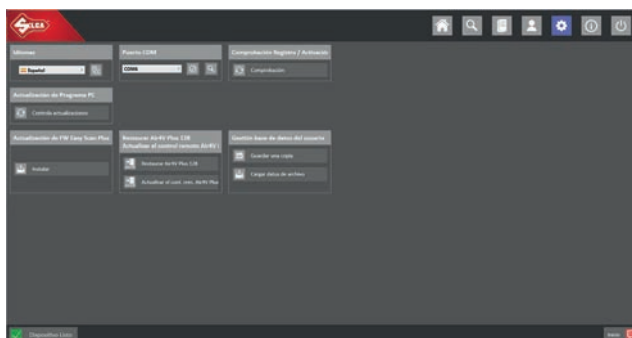 SILCA
Idiomas
Español
Puerto COM
COM4
Comprobación Registro / Activación
Comprobación
Actualización de Programa PC
Controla actualizaciones
Actualización de FW Easy Scan Plus
Instalar
Restaurar Air4V Plus 128
Actualizar el control remoto Air4V
Restaurar Air4V Plus 128
Actualizar el cont. rem. Air4V Plus
Gestión base de datos del usuario
Guardar una copia
Cargar datos de archivo
Dispositivo Listo